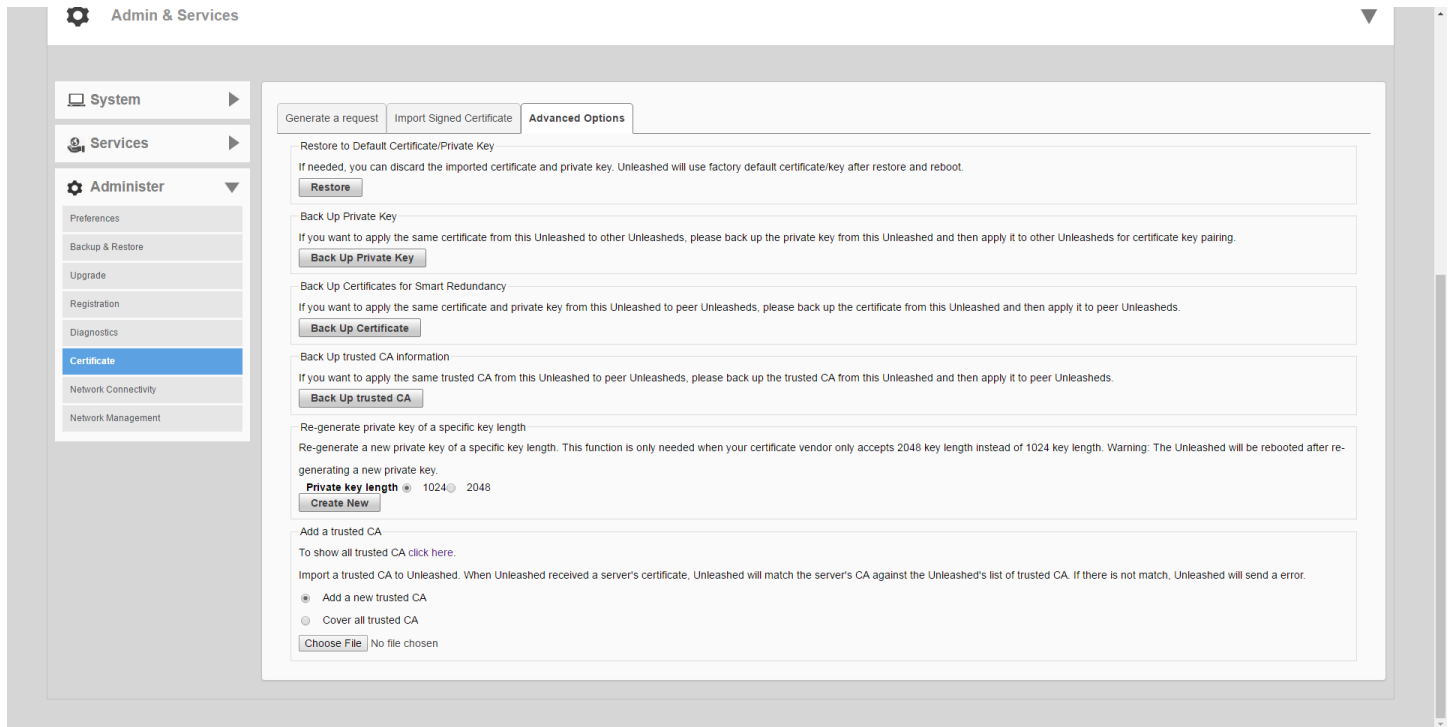 Admin & Services
System
Services
Administer
Preferences
Backup & Restore
Upgrade
Registration
Diagnostics
Certificate
Network Connectivity
Network Management
Generate a request
Import Signed Certificate
Advanced Options
Restore to Default Certificate/Private Key
If needed, you can discard the imported certificate and private key. Unleashed will use factory default certificate/key after restore and reboot.
Restore
Back Up Private Key
If you want to apply the same certificate from this Unleashed to other Unleasheds, please back up the private key from this Unleashed and then apply it to other Unleasheds for certificate key pairing.
Back Up Private Key
Back Up Certificates for Smart Redundancy
If you want to apply the same certificate and private key from this Unleashed to peer Unleasheds, please back up the certificate from this Unleashed and then apply it to peer Unleasheds.
Back Up Certificate
Back Up trusted CA information
If you want to apply the same trusted CA from this Unleashed to peer Unleasheds, please back up the trusted CA from this Unleashed and then apply it to peer Unleasheds.
Back Up trusted CA
Re-generate private key of a specific key length
Re-generate a new private key of a specific key length. This function is only needed when your certificate vendor only accepts 2048 key length instead of 1024 key length. Warning: The Unleashed will be rebooted after re-
generating a new private key.
Private key length 1024 2048
Create New
Add a trusted CA
To show all trusted CA click here.
Import a trusted CA to Unleashed. When Unleashed received a server's certificate, Unleashed will match the server's CA against the Unleashed's list of trusted CA. If there is not match, Unleashed will send a error.
Add a new trusted CA
Cover all trusted CA
Choose File No file chosen